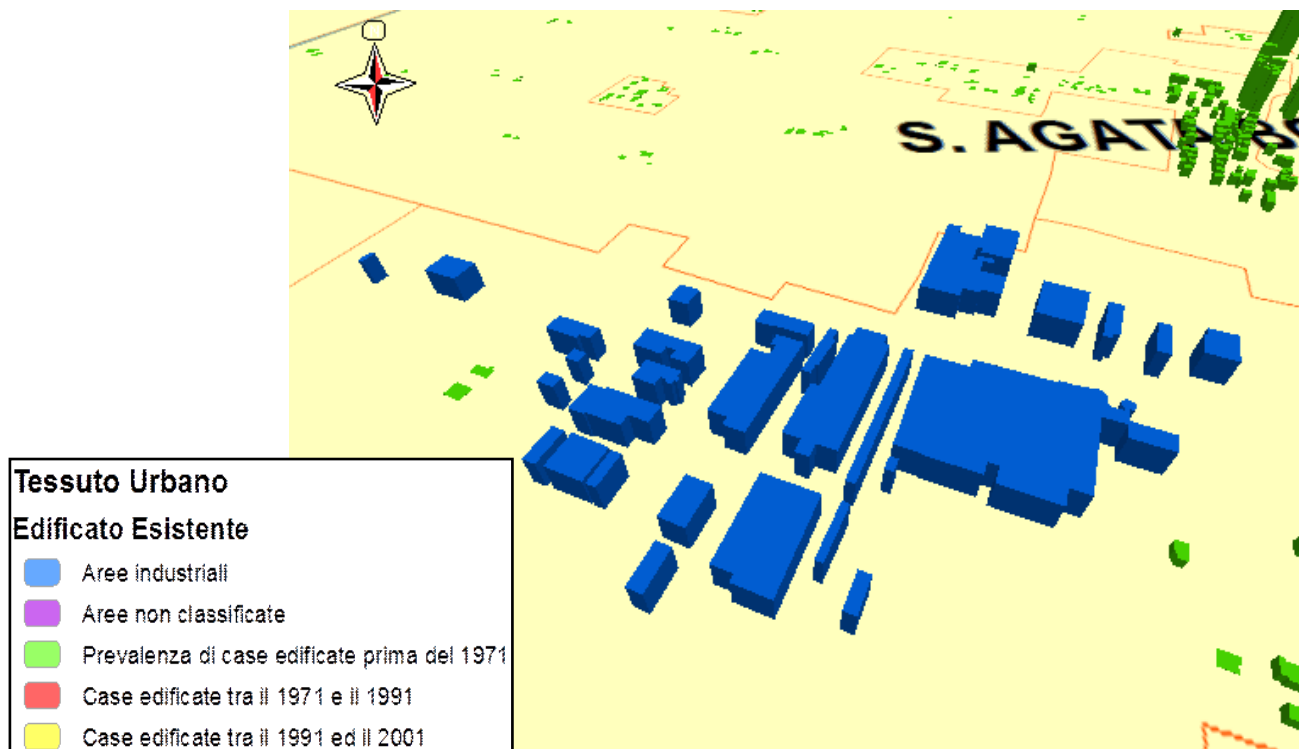 S. AGATA BO
Tessuto Urbano
Edificato Esistente
Aree industriali
Aree non classificate
Prevalenza di case edificate prima del 1971
Case edificate tra il 1971 e il 1991
Case edificate tra il 1991 ed il 2001